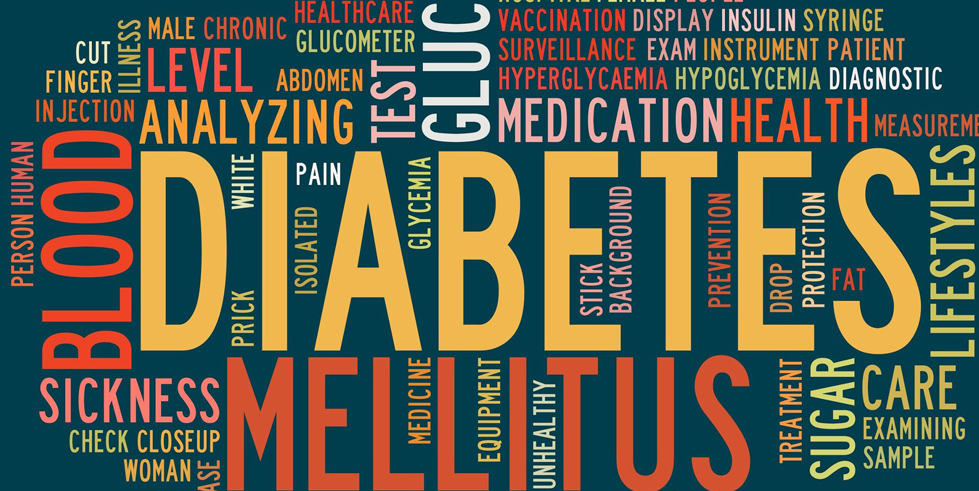 HEALTHCARE
MALE CHRONIC
GLUCOMETER
ILLNESS
CUT
FINGER
LEVEL
ABDOMEN
INJECTION
ANALYZING
TEST
GLUC
VACCINATION DISPLAY INSULIN SYRINGE
SURVEILLANCE EXAM INSTRUMENT PATIENT
HYPERGLYCAEMIA HYPOGLYCEMIA DIAGNOSTIC
MEDICATION HEALTH MEASUREME
PERSON HUMAN
BLOOD
DIABETES
WHITE
PAIN
GLYCEMIA
ISOLATED
PRICK
STICK
BACKGROUND
PREVENTION
DROP
PROTECTION
FAT
LIFESTYLES
SICKNESS
MELLITUS
MEDICINE
EQUIPMENT
UNHEALTHY
TREATMENT
SUGAR
CARE
CHECK CLOSEUP
WOMAN
ASE
EXAMINING
SAMPLE